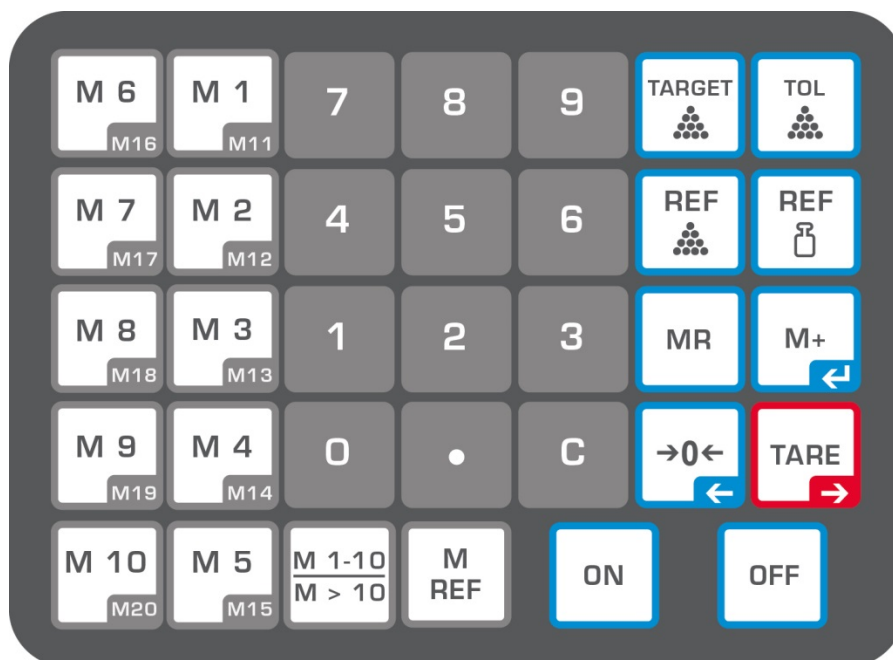 M 6
M16
M 1
M11
7
8
9
TARGET
TOL
M 7
M17
M 2
M12
4
5
6
REF
REF
M 8
M18
M 3
M13
1
2
3
MR
M+
M 9
M19
M 4
M14
0
.
C
→0←
TARE
M 10
M20
M 5
M15
M 1-10
M > 10
M
REF
ON
OFF